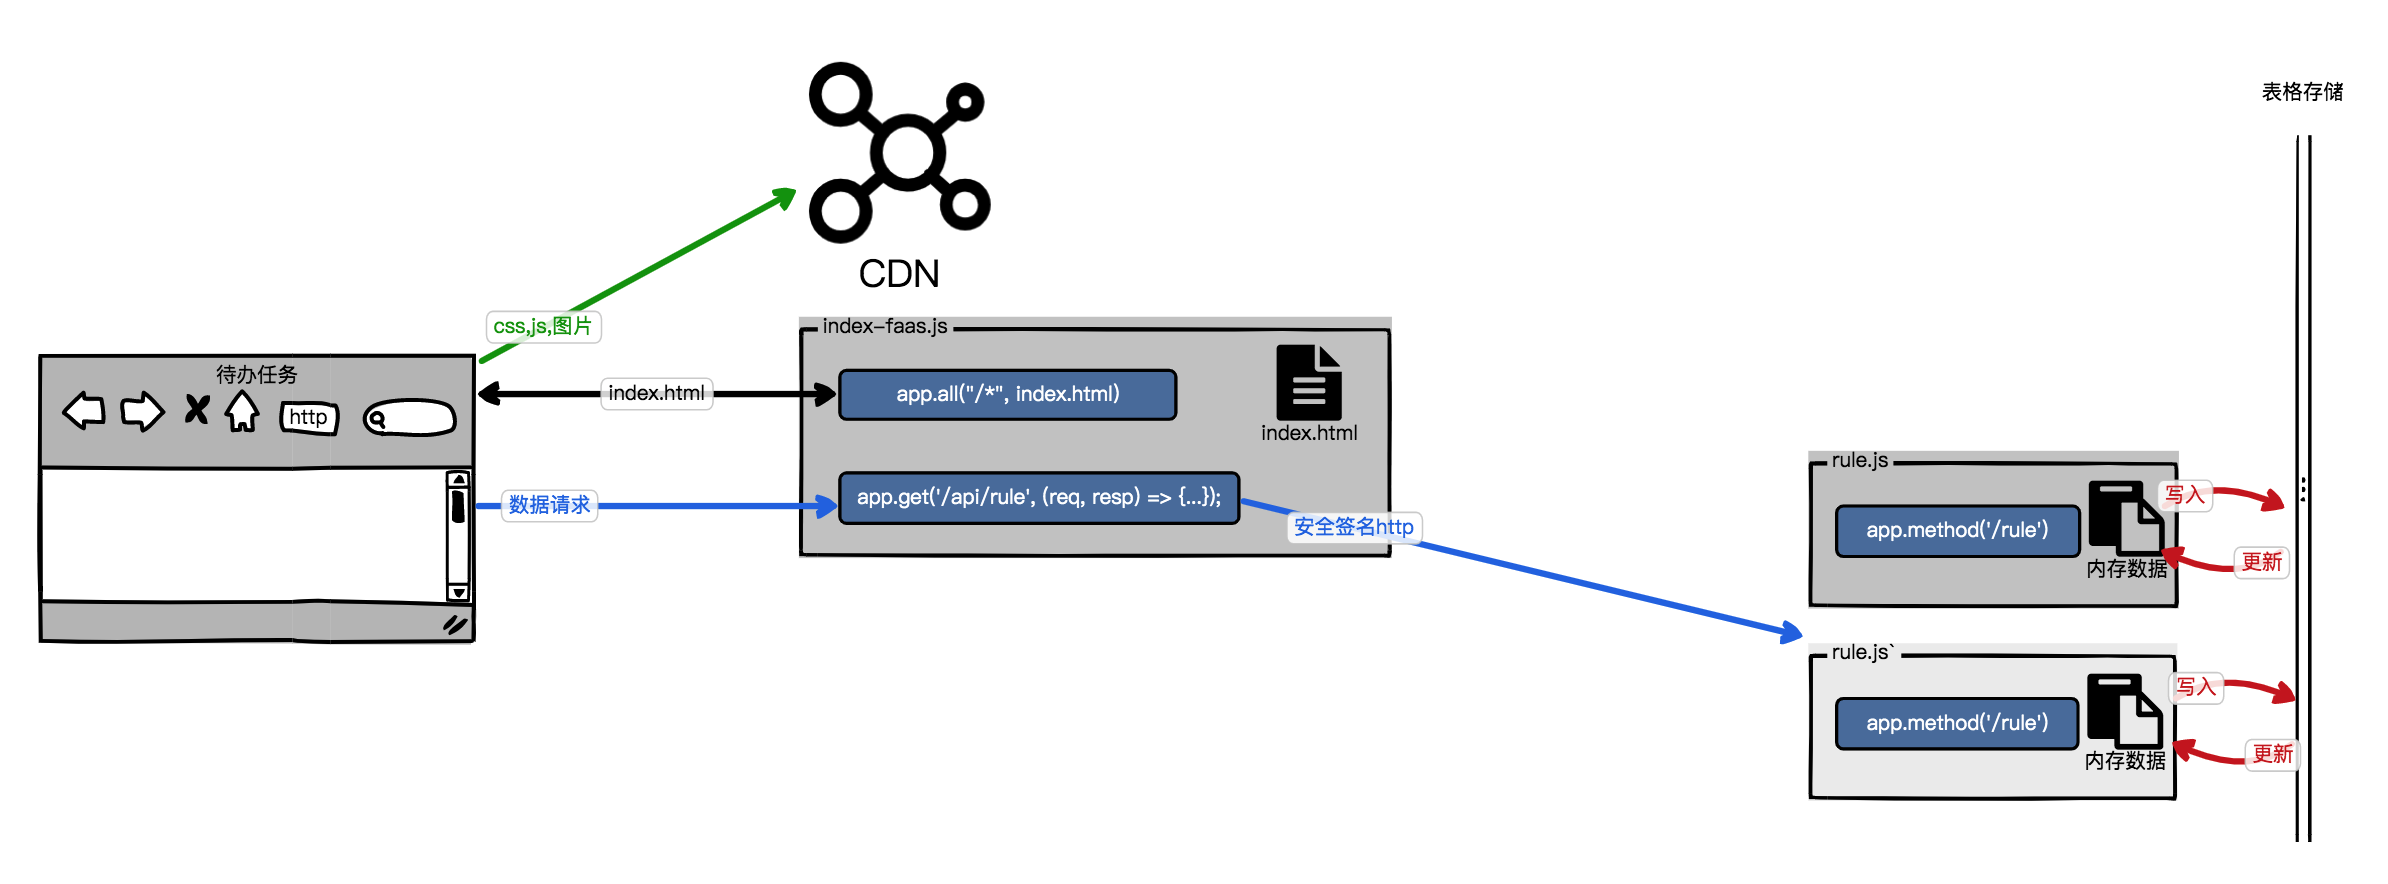 表格存储
CDN
css,js,图片
index-faas.js
待办任务
http
index.html
app.all("/*", index.html)
index.html
数据请求
app.get('/api/rule', (req, resp) => {...});
安全签名http
rule.js
app.method('/rule')
内存数据
写入
更新
rule.js`
app.method('/rule')
内存数据
写入
更新